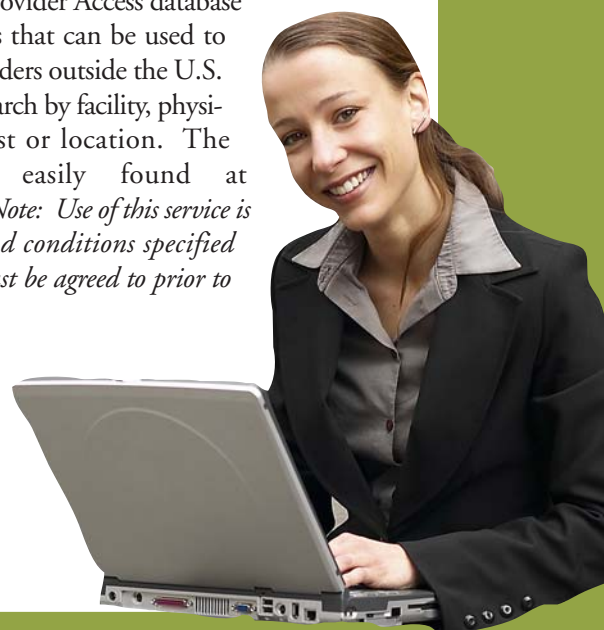 ovider Access database
s that can be used to
ders outside the U.S.
rch by facility, physi-
st or location. The
easily found at
Note: Use of this service is
d conditions specified
st be agreed to prior to